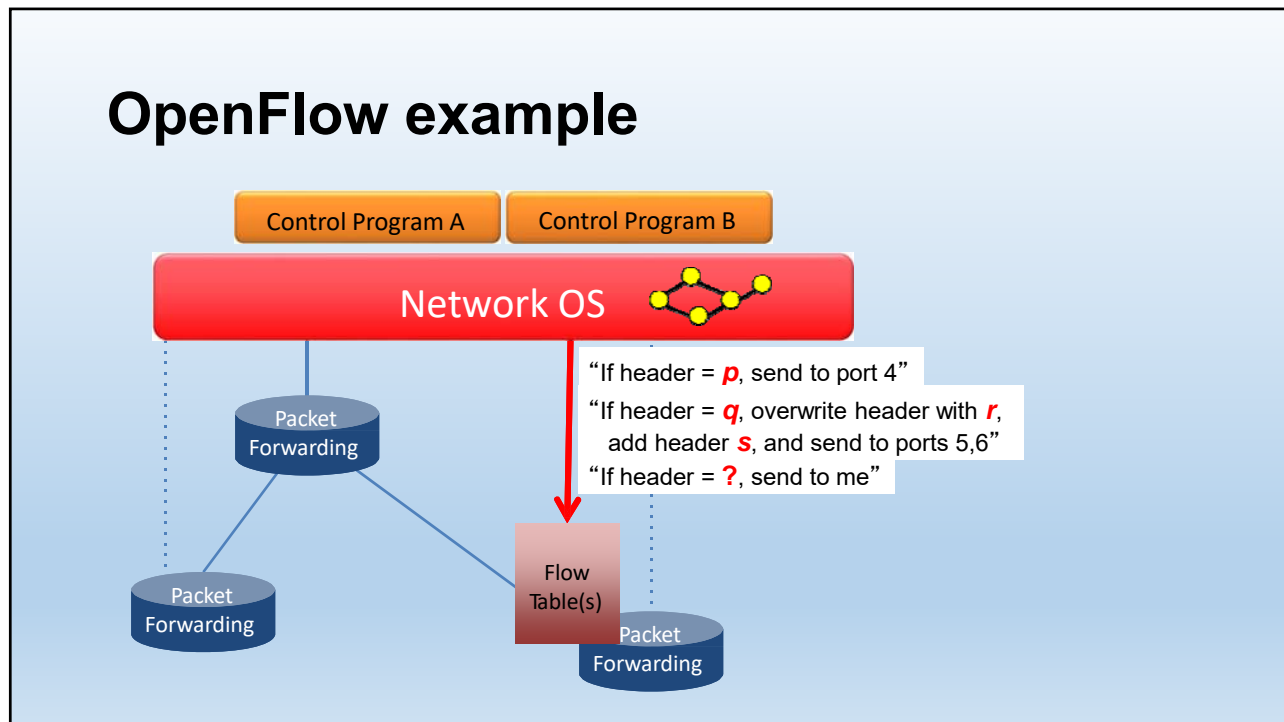 OpenFlow example
Control Program A
Control Program B
Network OS
“If header = p, send to port 4”
“If header = q, overwrite header with r,
add header s, and send to ports 5,6”
“If header = ?, send to me”
Packet
Forwarding
Flow
Table(s)
Packet
Forwarding
Packet
Forwarding